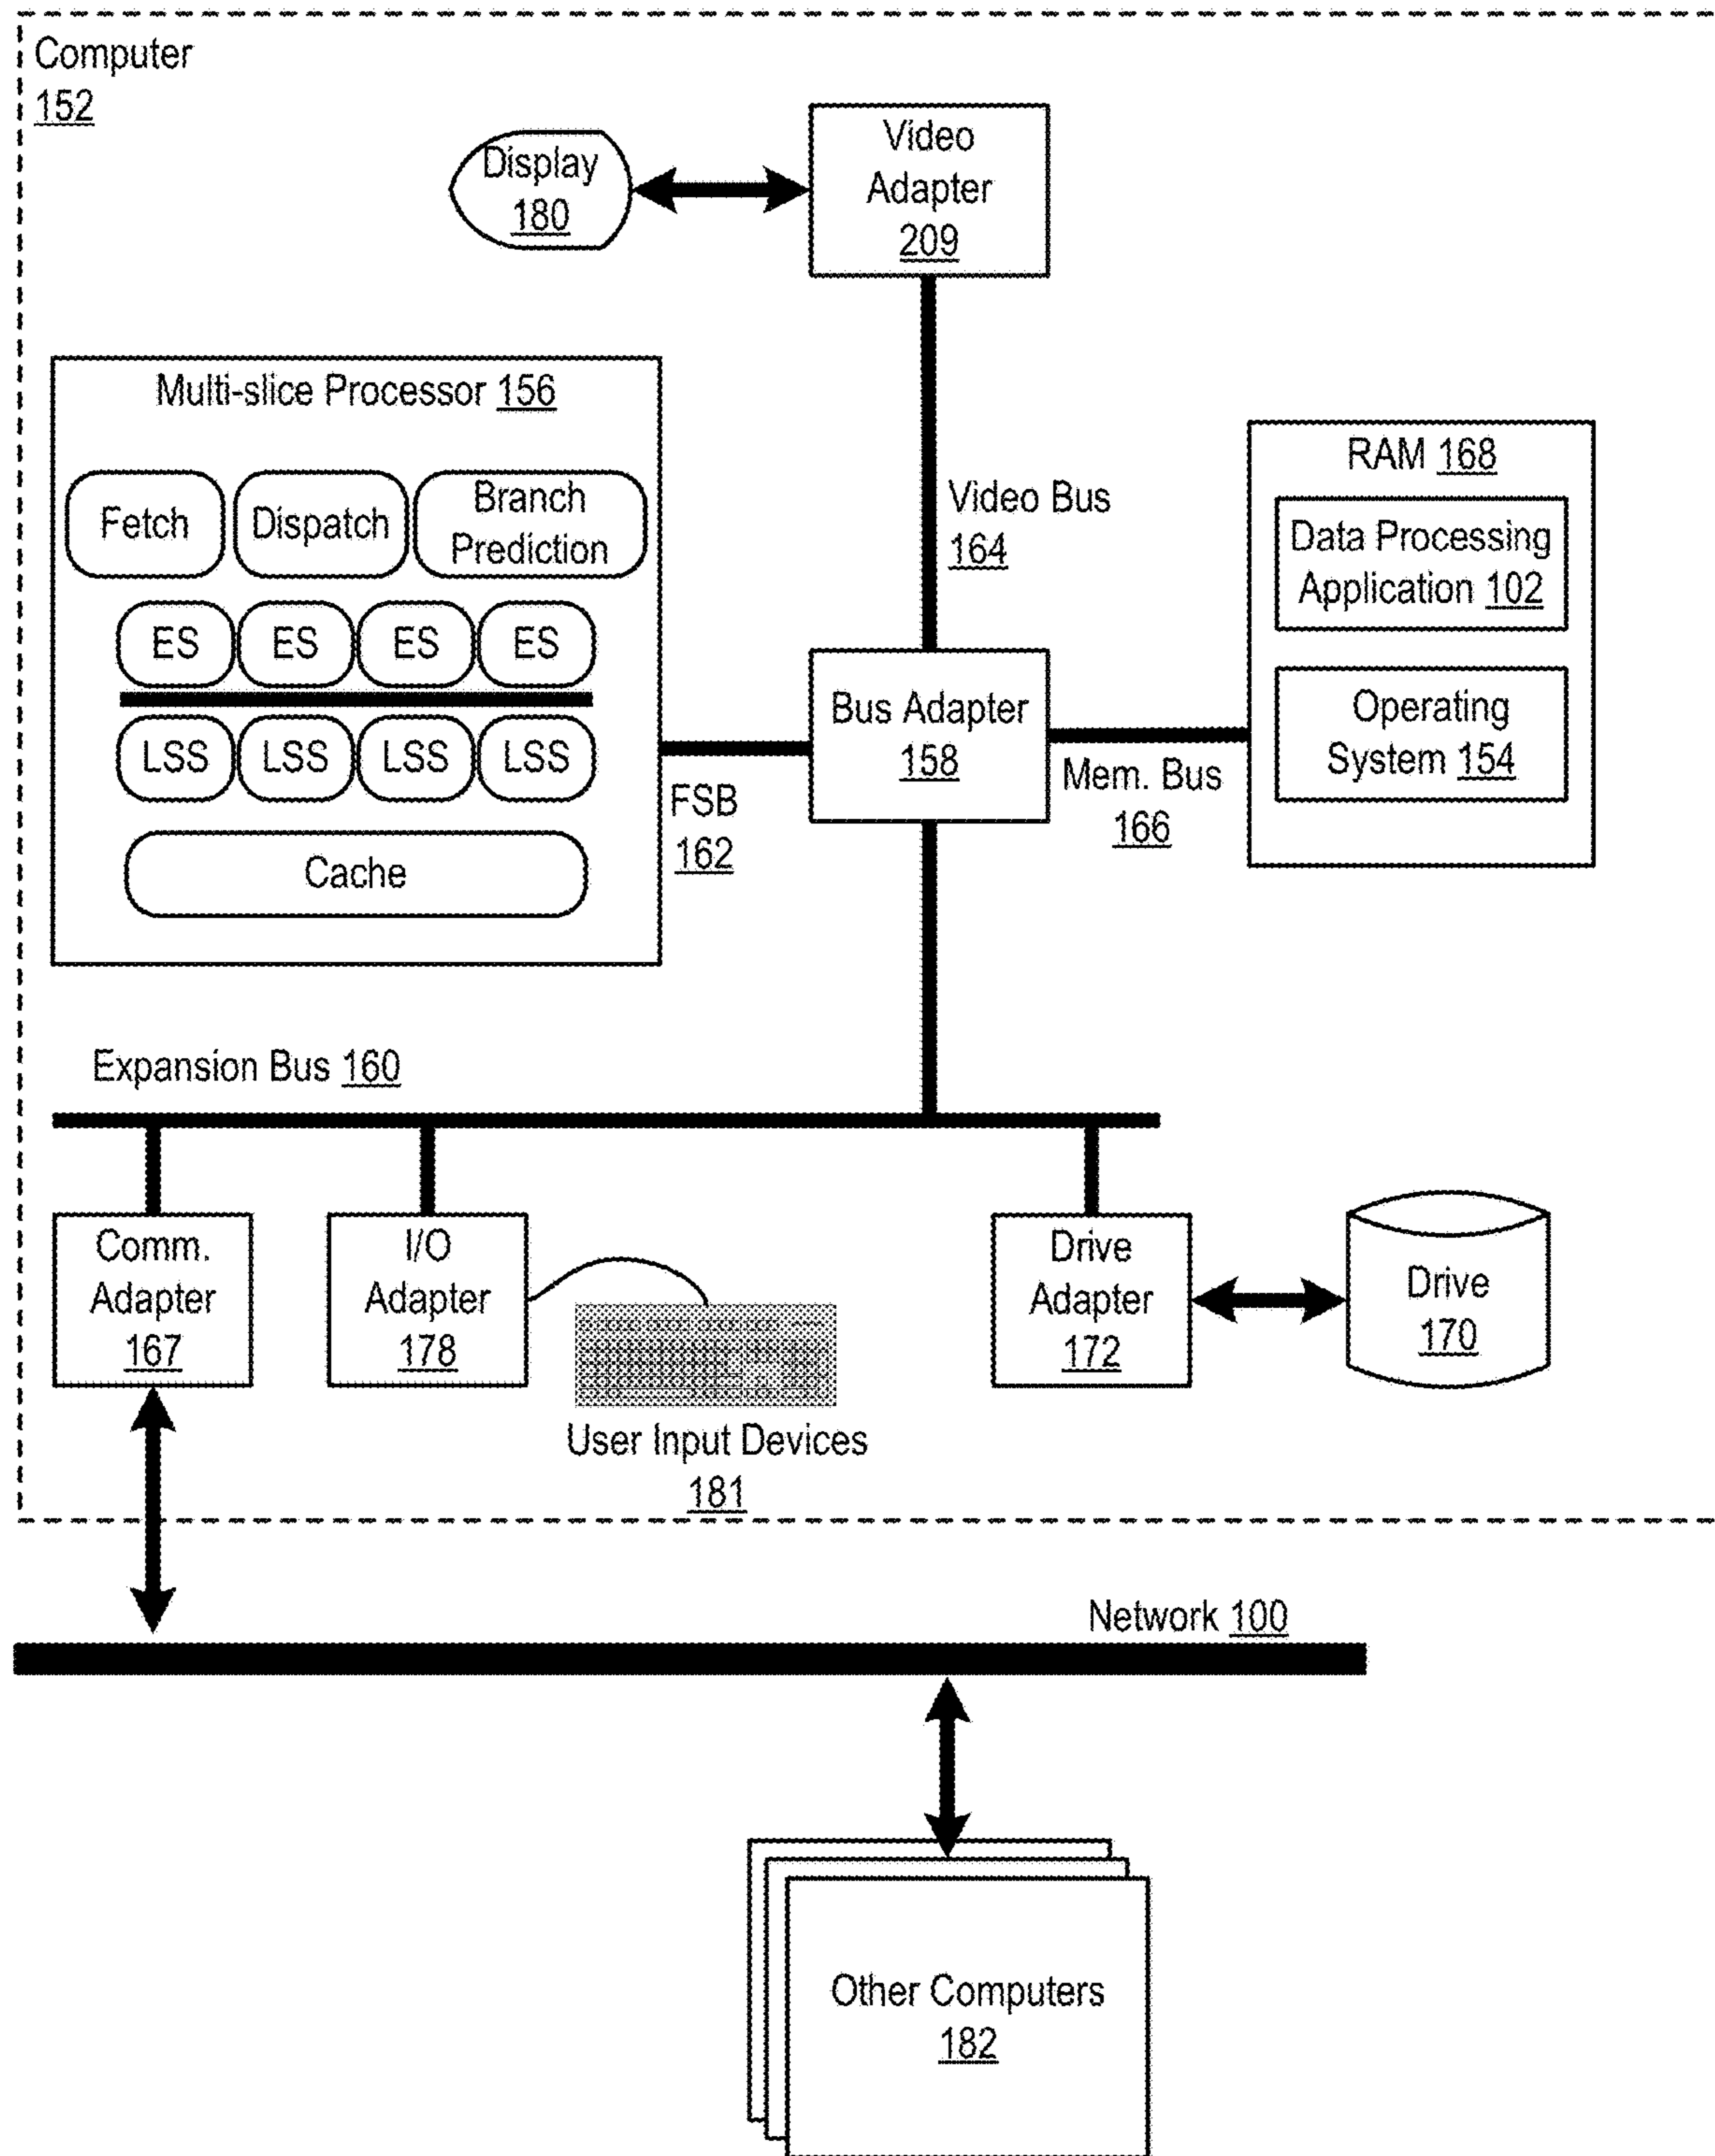 Computer
152
Display
180
Video
Adapter
209
Multi-slice Processor 156
Fetch
Dispatch
Branch
Prediction
ES
ES
ES
ES
LSS
LSS
LSS
LSS
Cache
FSB
162
Video Bus
164
Bus Adapter
158
Mem. Bus
166
RAM 168
Data Processing
Application 102
Operating
System 154
Expansion Bus 160
Comm.
Adapter
167
I/O
Adapter
178
User Input Devices
181
Drive
Adapter
172
Drive
170
Network 100
Other Computers
182